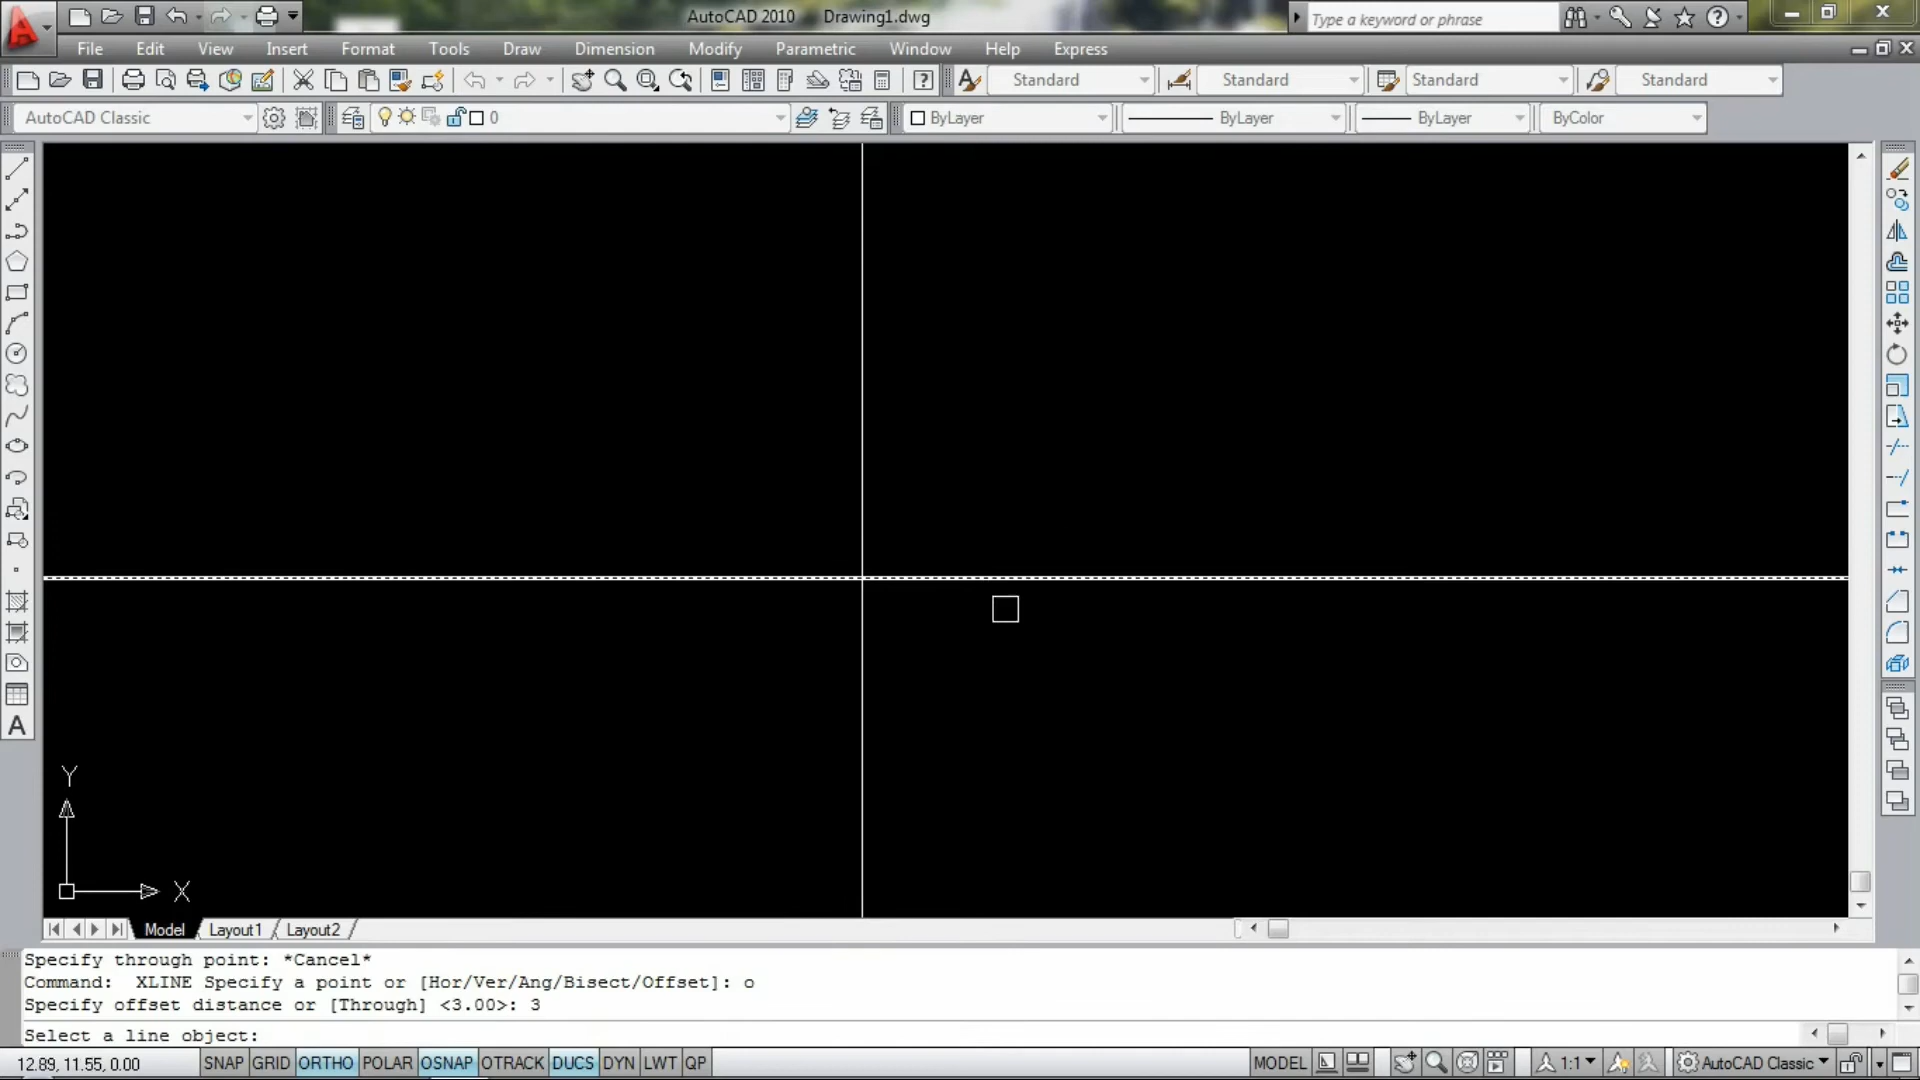 AutoCAD 2010 Drawing1.dwg
Type a keyword or phrase
File Edit View Insert Format Tools Draw Dimension Modify Parametric Window Help Express
Standard Standard Standard Standard
AutoCAD Classic 0 ByLayer ByLayer ByLayer ByColor
A
Y
X
Model Layout1 Layout2
Specify through point: *Cancel*
Command: XLINE Specify a point or [Hor/Ver/Ang/Bisect/Offset]: o
Specify offset distance or [Through] <3.00>: 3
Select a line object:
12.89, 11.55, 0.00 SNAP GRID ORTHO POLAR OSNAP OTRACK DUCS DYN LWT QP MODEL 1:1 AutoCAD Classic